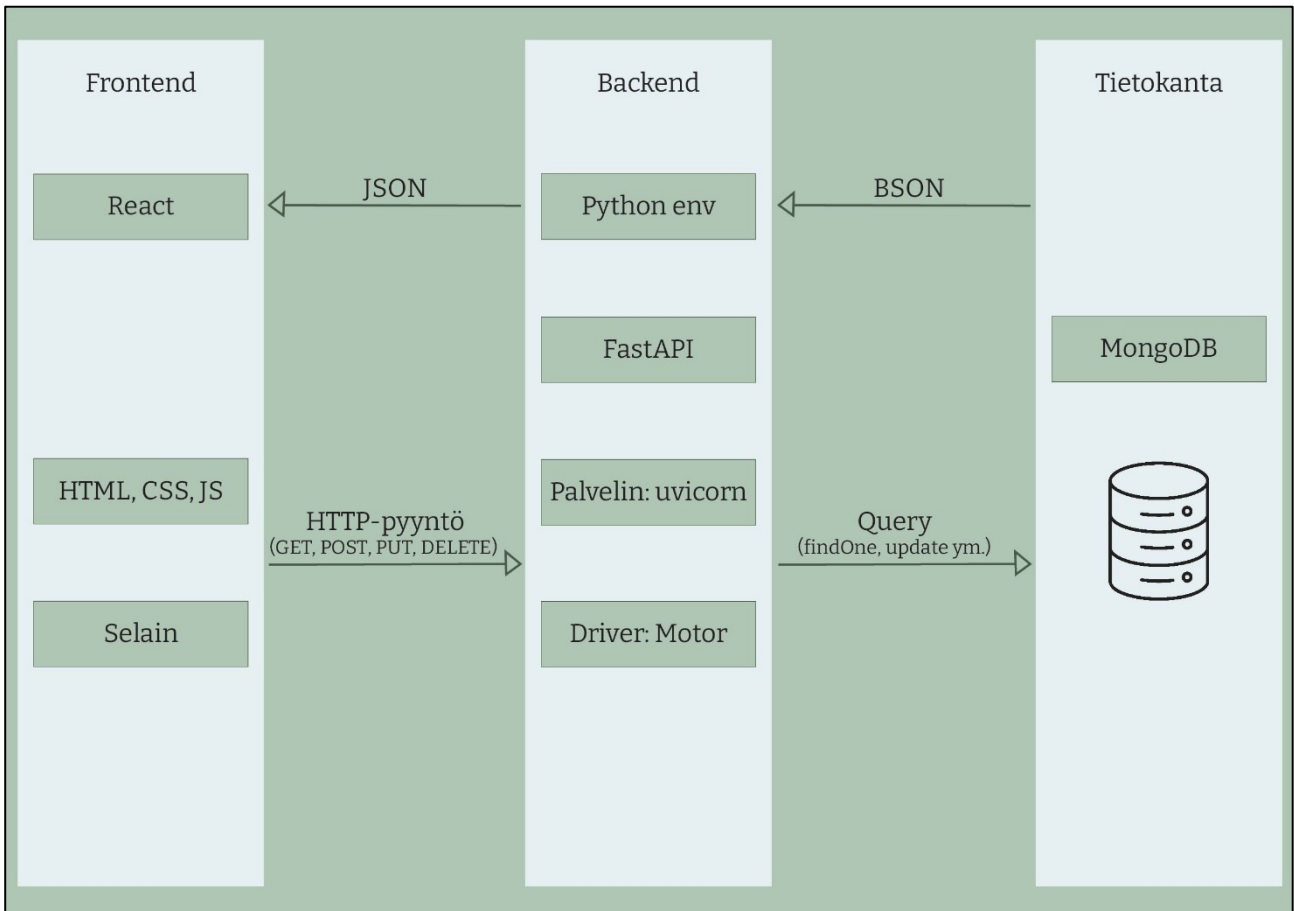 Frontend
Backend
Tietokanta
React
JSON
Python env
BSON
FastAPI
MongoDB
HTML, CSS, JS
HTTP-pyyntö
(GET, POST, PUT, DELETE)
Palvelin: uvicorn
Query
(findOne, update ym.)
Selain
Driver: Motor